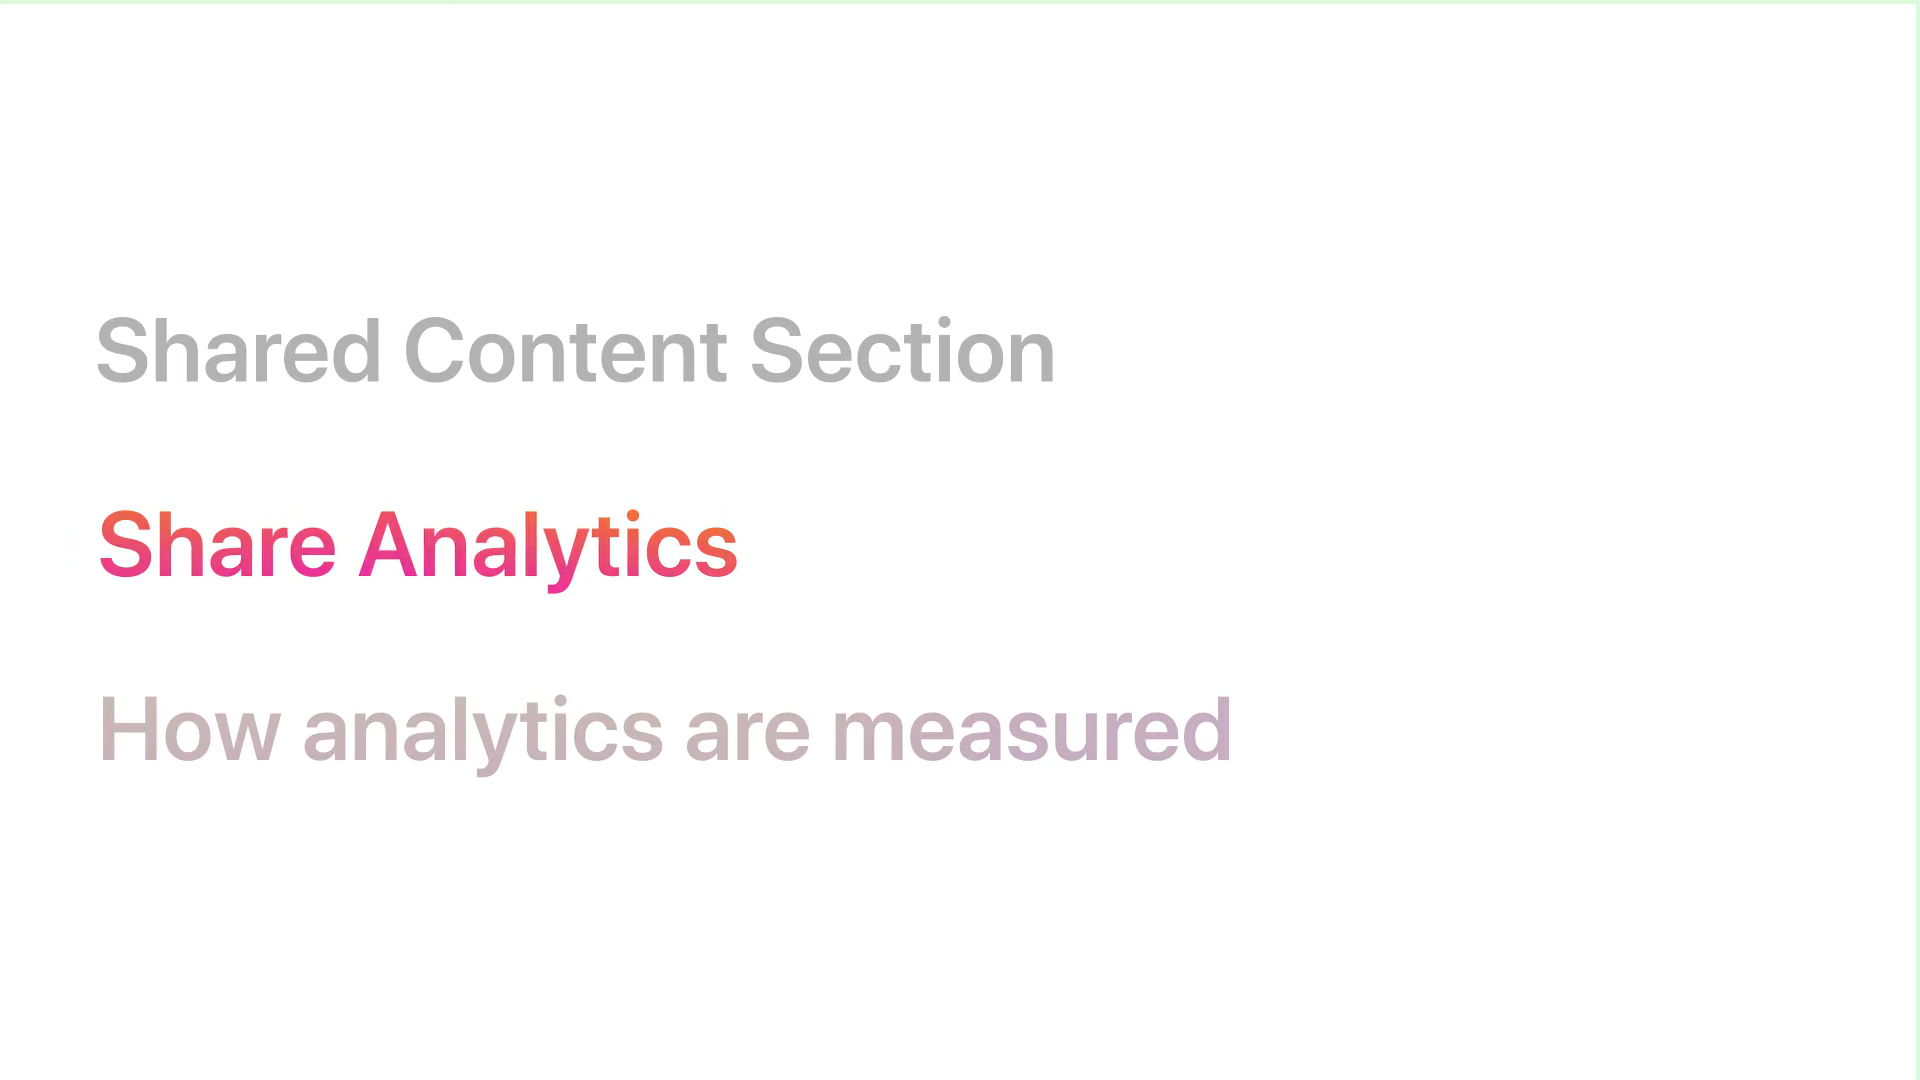 Shared Content Section
Share Analytics
How analytics are measured